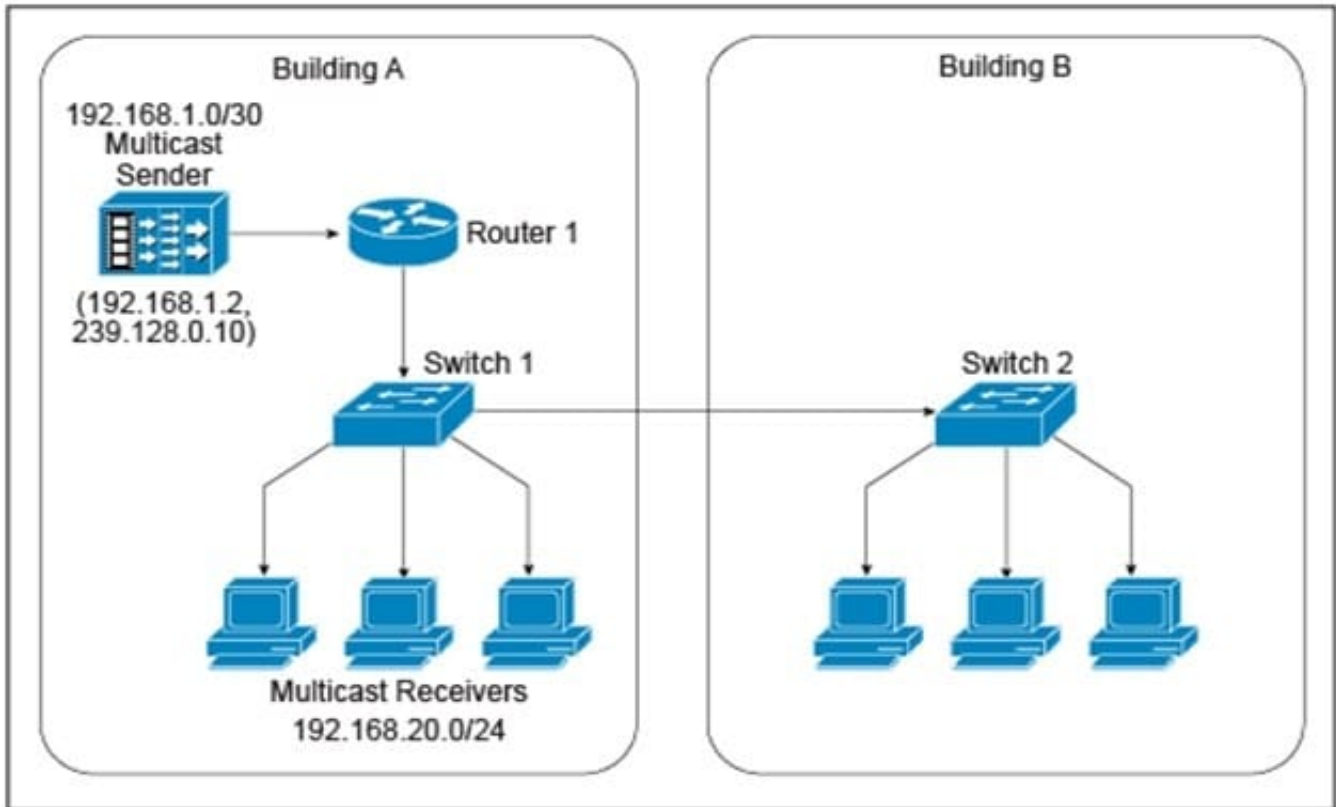 Building A
Building B
192.168.1.0/30
Multicast
Sender
Router 1
(192.168.1.2,
239.128.0.10)
Switch 1
Switch 2
Multicast Receivers
192.168.20.0/24